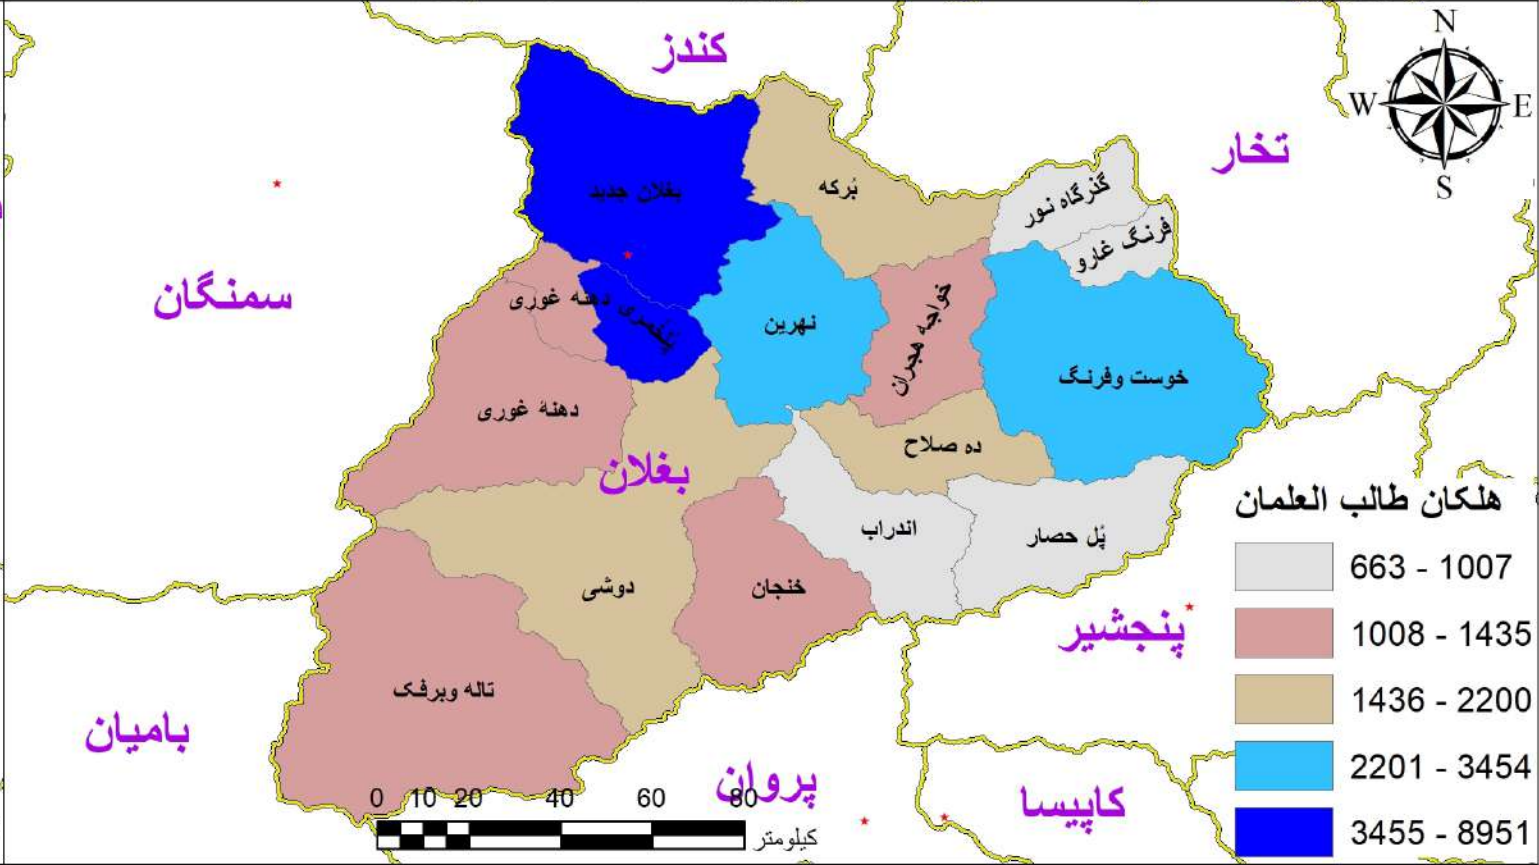 کندز
N
W
E
S
تخار
گذرگاه نور
فرنگ غارو
بغلان جدید
بُرکه
سمنگان
دهنه غوری
پلخمری
نهرین
خواجه هجران
خوست وفرنگ
دهنهٔ غوری
ده صلاح
بغلان
اندراب
پُل حصار
دوشی
خنجان
تاله وبرفک
پنجشیر
بامیان
پروان
کاپیسا
هلکان طالب العلمان
663 - 1007
1008 - 1435
1436 - 2200
2201 - 3454
3455 - 8951
0 10 20 40 60 80
کیلومتر